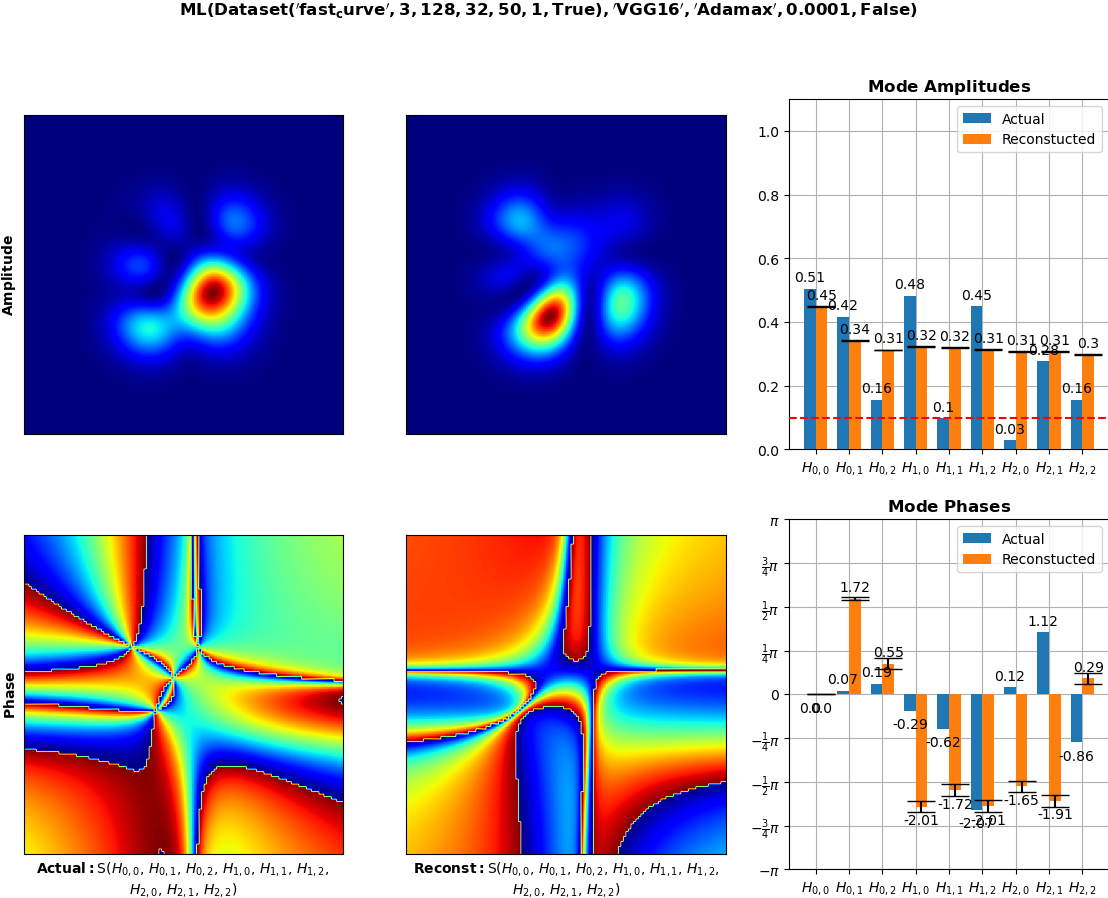 ML(Dataset('fast_curve', 3, 128, 32, 50, 1, True), 'VGG16', 'Adamax', 0.0001, False)
Amplitude
Mode Amplitudes
Actual
Reconstucted
1.0
0.8
0.6
0.4
0.2
0.0
0.51
0.45
0.42
0.34
0.16
0.31
0.48
0.32
0.1
0.32
0.45
0.31
0.03
0.31
0.28
0.31
0.16
0.3
H0,0 H0,1 H0,2 H1,0 H1,1 H1,2 H2,0 H2,1 H2,2
Phase
Actual: S(H0,0, H0,1, H0,2, H1,0, H1,1, H1,2,
H2,0, H2,1, H2,2)
Reconst: S(H0,0, H0,1, H0,2, H1,0, H1,1, H1,2,
H2,0, H2,1, H2,2)
Mode Phases
Actual
Reconstucted
π
3/4π
1/2π
1/4π
0
−1/4π
−1/2π
−3/4π
−π
0.0
0.0
0.07
1.72
0.19
0.55
-0.29
-2.01
-0.62
-1.72
-2.07
-2.01
0.12
-1.65
1.12
-1.91
-0.86
0.29
H0,0 H0,1 H0,2 H1,0 H1,1 H1,2 H2,0 H2,1 H2,2